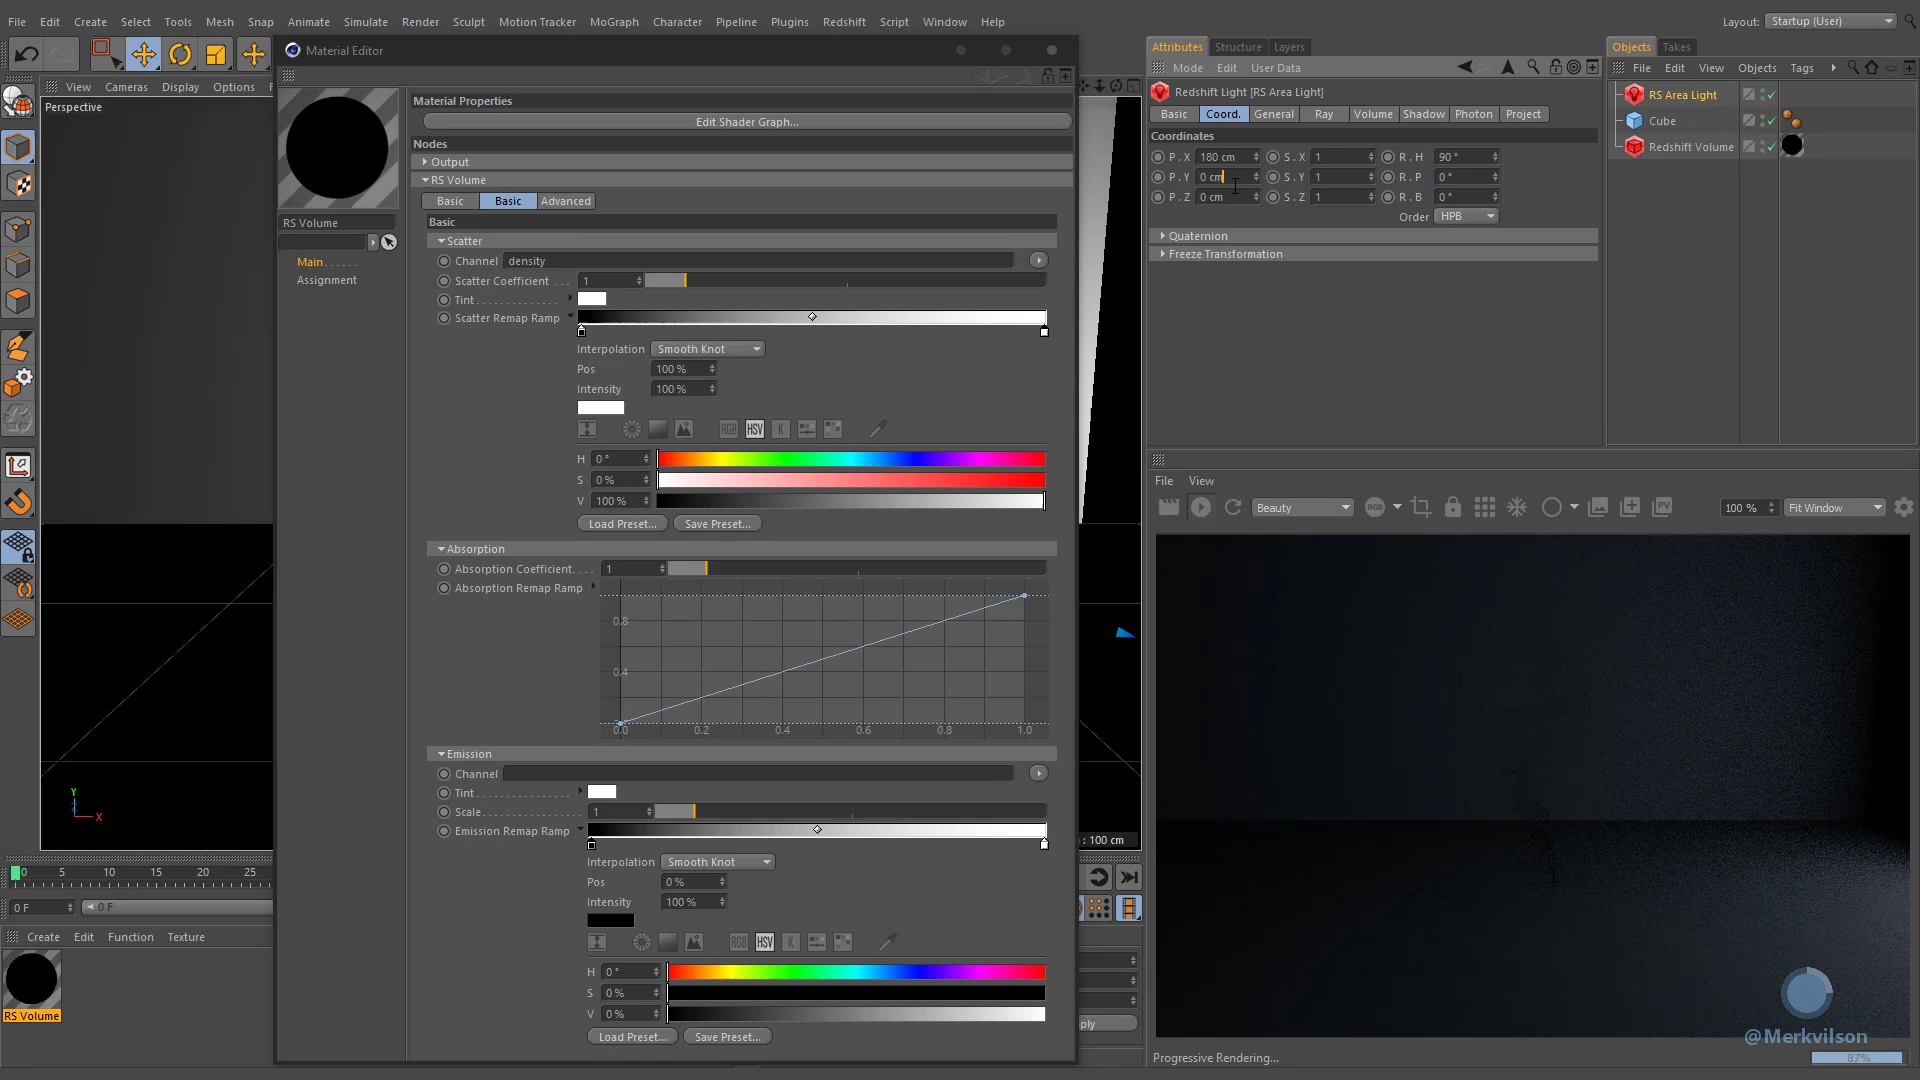 File Edit Create Select Tools Mesh Snap Animate Simulate Render Sculpt Motion Tracker MoGraph Character Pipeline Plugins Redshift Script Window Help
Layout: Startup (User)
Material Editor
View Cameras Display Options
Perspective
Material Properties
Edit Shader Graph...
Nodes
Output
RS Volume
Basic Basic Advanced
Basic
Scatter
Channel density
Scatter Coefficient . . . 1
Tint
Scatter Remap Ramp
Interpolation Smooth Knot
Pos 100 %
Intensity 100 %
RGB HSV K
H 0 °
S 0 %
V 100 %
Load Preset... Save Preset...
Absorption
Absorption Coefficient. . . . 1
Absorption Remap Ramp
0.8
0.4
0.0 0.2 0.4 0.6 0.8 1.0
Emission
Channel
Tint
Scale 1
Emission Remap Ramp
Interpolation Smooth Knot
Pos 0 %
Intensity 100 %
RGB HSV K
H 0 °
S 0 %
V 0 %
Load Preset... Save Preset...
RS Volume
Main
Assignment
Y
Z
X
: 100 cm
0 5 10 15 20 25
0 F 0 F
Create Edit Function Texture
RS Volume
ply
Attributes Structure Layers
Mode Edit User Data
Redshift Light [RS Area Light]
Basic Coord. General Ray Volume Shadow Photon Project
Coordinates
P . X 180 cm S . X 1 R . H 90 °
P . Y 0 cm S . Y 1 R . P 0 °
P . Z 0 cm S . Z 1 R . B 0 °
Order HPB
Quaternion
Freeze Transformation
Objects Takes
File Edit View Objects Tags
RS Area Light
Cube
Redshift Volume
File View
Beauty RGB PV 100 % Fit Window
@Merkvilson
Progressive Rendering... 87%